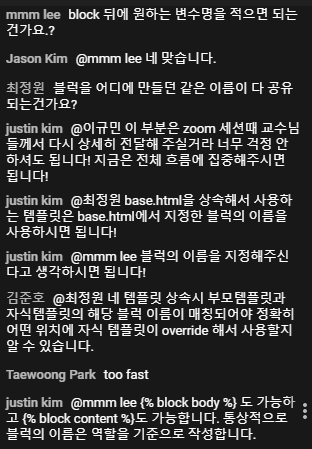 mmm lee block 뒤에 원하는 변수명을 적으면 되는
건가요.?
Jason Kim @mmm lee 네 맞습니다.
최정원 블럭을 어디에 만들던 같은 이름이 다 공유
되는건가요?
justin kim @이규민 이 부분은 zoom 세션때 교수님
들께서 다시 상세히 전달해 주실거라 너무 걱정 안
하셔도 됩니다! 지금은 전체 흐름에 집중해주시면
됩니다!
justin kim @최정원 base.html을 상속해서 사용하
는 템플릿은 base.html에서 지정한 블럭의 이름을
사용하시면 됩니다!
justin kim @mmm lee 블럭의 이름을 지정해주신
다고 생각하시면 됩니다!
김준호 @최정원 네 템플릿 상속시 부모템플릿과
자식템플릿의 해당 블럭 이름이 매칭되어야 정확히
어떤 위치에 자식 템플릿이 override 해서 사용할지
알 수 있습니다.
Taewoong Park too fast
justin kim @mmm lee {% block body %} 도 가능하
고 {% block content %}도 가능합니다. 통상적으로
블럭의 이름은 역할을 기준으로 작성합니다.